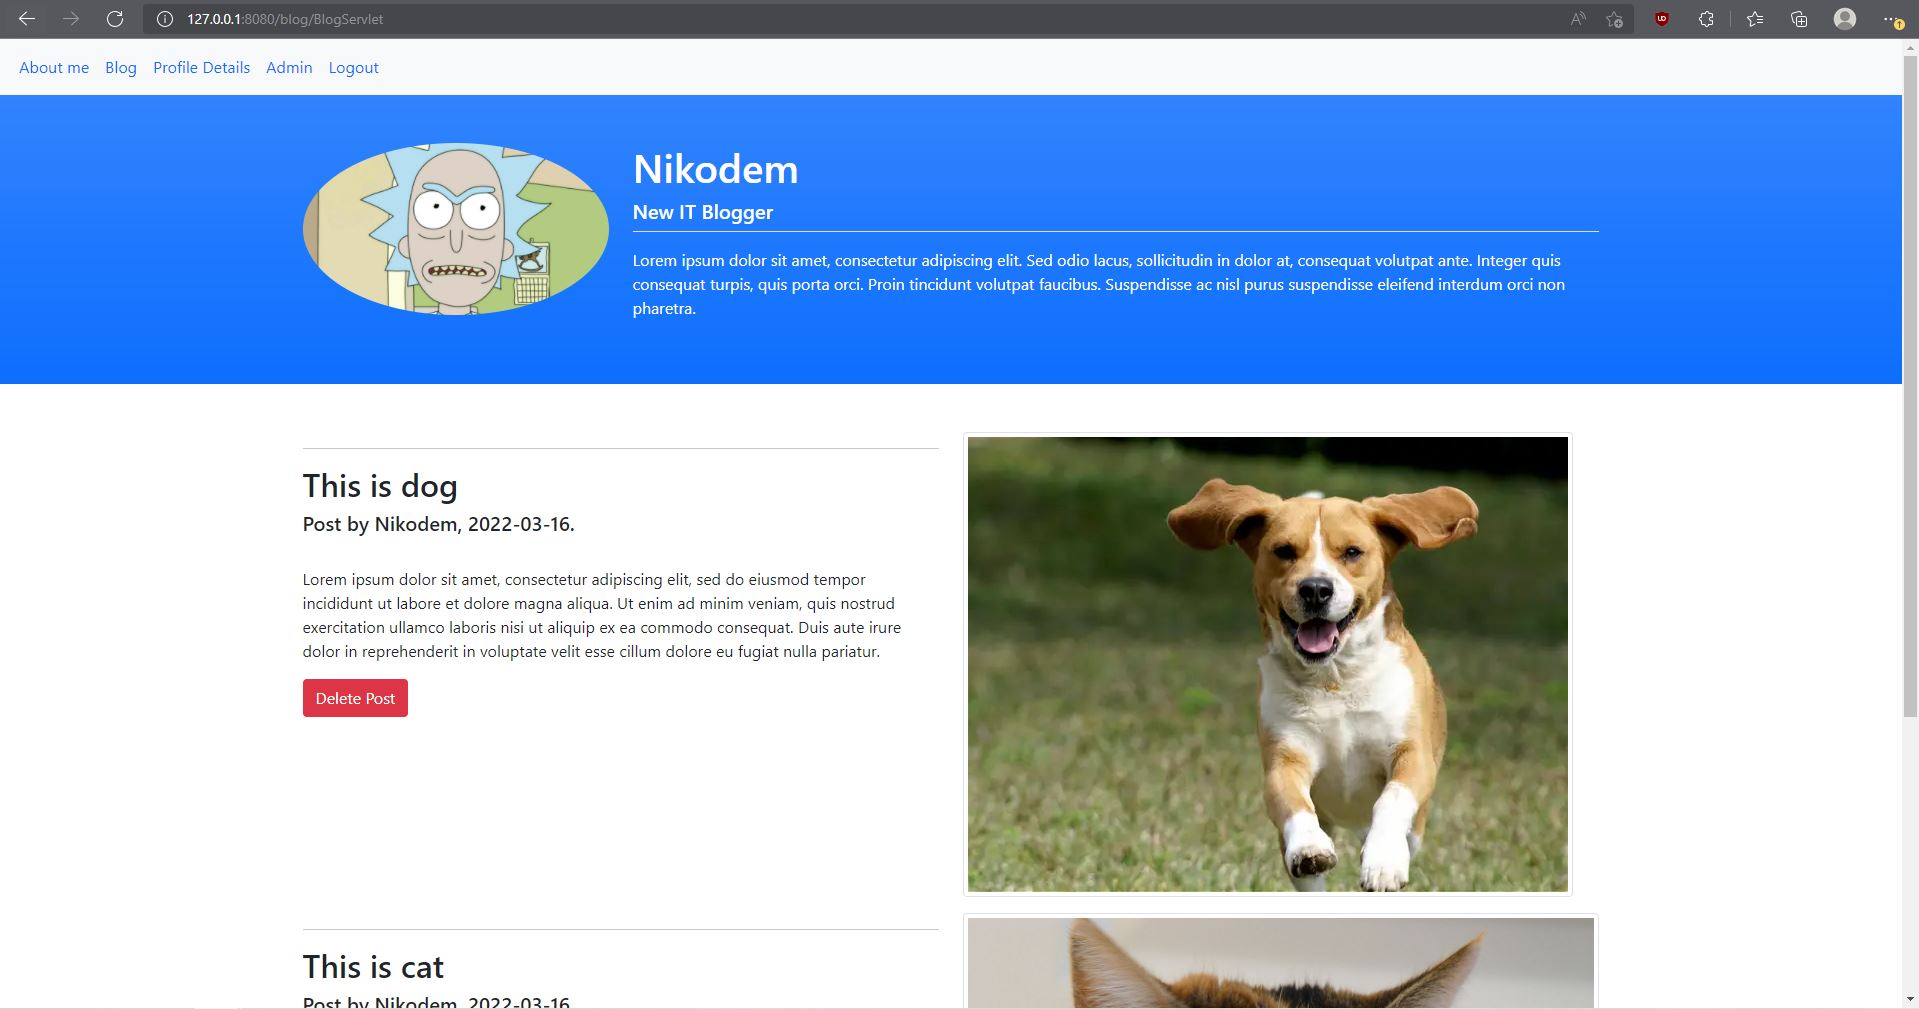 127.0.0.1:8080/blog/BlogServlet
About me Blog Profile Details Admin Logout
Nikodem
New IT Blogger
Lorem ipsum dolor sit amet, consectetur adipiscing elit. Sed odio lacus, sollicitudin in dolor at, consequat volutpat ante. Integer quis
consequat turpis, quis porta orci. Proin tincidunt volutpat faucibus. Suspendisse ac nisl purus suspendisse eleifend interdum orci non
pharetra.
This is dog
Post by Nikodem, 2022-03-16.
Lorem ipsum dolor sit amet, consectetur adipiscing elit, sed do eiusmod tempor
incididunt ut labore et dolore magna aliqua. Ut enim ad minim veniam, quis nostrud
exercitation ullamco laboris nisi ut aliquip ex ea commodo consequat. Duis aute irure
dolor in reprehenderit in voluptate velit esse cillum dolore eu fugiat nulla pariatur.
Delete Post
This is cat
Post by Nikodem, 2022-03-16.